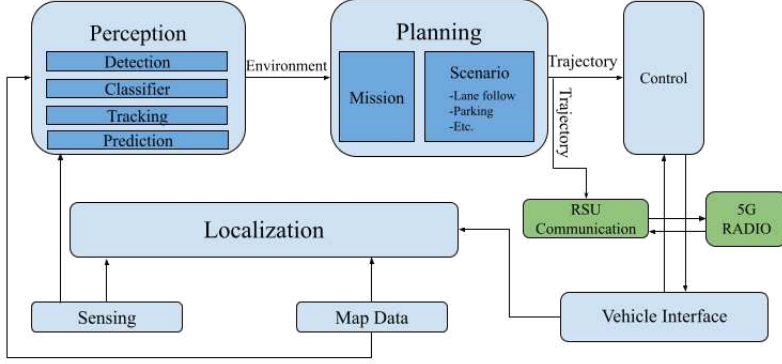 Perception
Detection
Classifier
Tracking
Prediction
Environment
Planning
Mission
Scenario
-Lane follow
-Parking
-Etc.
Trajectory
Trajectory
Control
RSU
Communication
5G
RADIO
Localization
Sensing
Map Data
Vehicle Interface